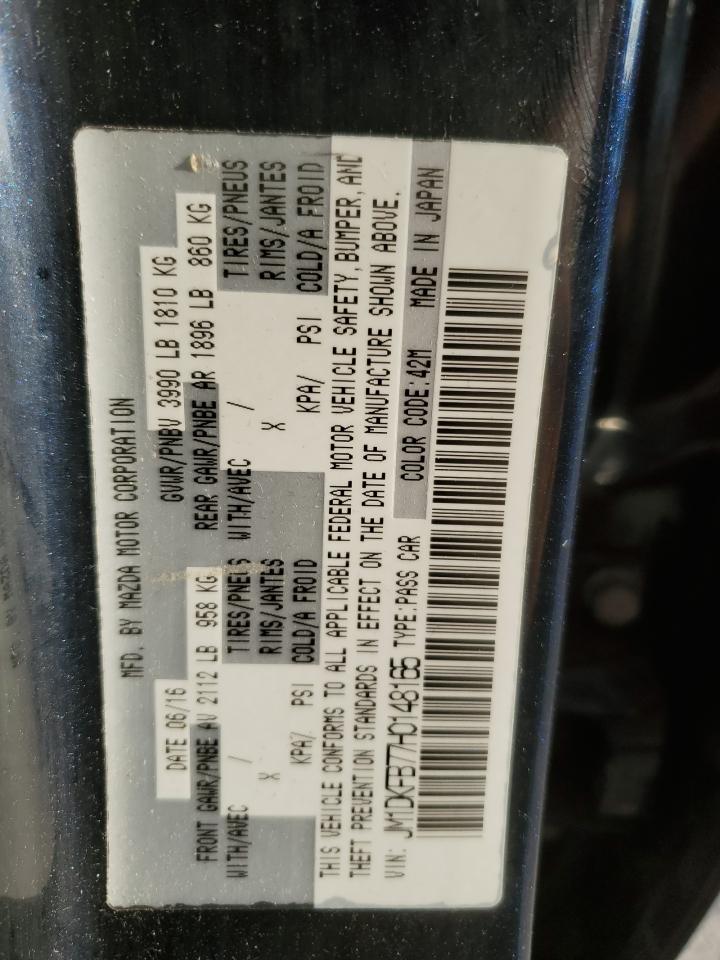 MFD. BY MAZDA MOTOR CORPORATION
DATE 06/16 GVWR/PNBV 3990 LB 1810 KG
FRONT GAWR/PNBE AV 2112 LB 958 KG REAR GAWR/PNBE AR 1896 LB 860 KG
WITH/AVEC / TIRES/PNEUS WITH/AVEC / TIRES/PNEUS
X RIMS/JANTES X RIMS/JANTES
KPA/ PSI COLD/A FROID KPA/ PSI COLD/A FROID
THIS VEHICLE CONFORMS TO ALL APPLICABLE FEDERAL MOTOR VEHICLE SAFETY, BUMPER, AND
THEFT PREVENTION STANDARDS IN EFFECT ON THE DATE OF MANUFACTURE SHOWN ABOVE.
VIN: JM1DKFB77H0148165 TYPE:PASS CAR COLOR CODE:42M MADE IN JAPAN